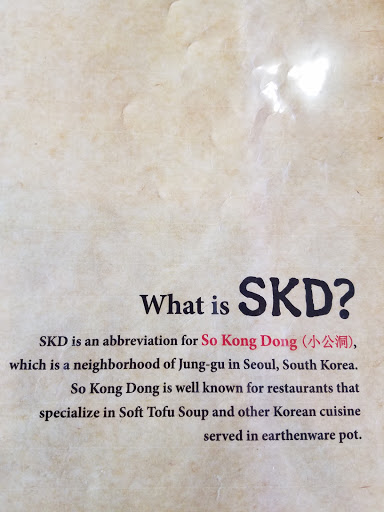 What is SKD?
SKD is an abbreviation for So Kong Dong (小公洞),
which is a neighborhood of Jung-gu in Seoul, South Korea.
So Kong Dong is well known for restaurants that
specialize in Soft Tofu Soup and other Korean cuisine
served in earthenware pot.